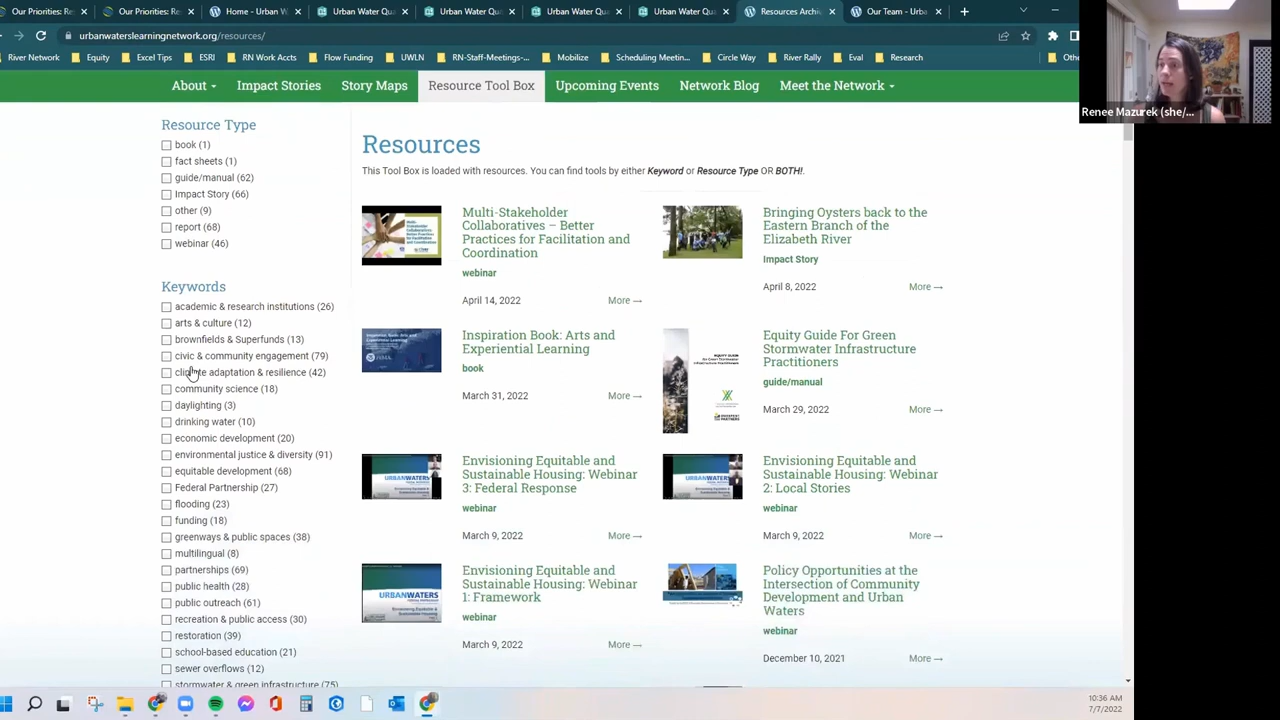 Our Priorities: Re
Our Priorities: Re
Home - Urban W
Urban Water Qua
Urban Water Qua
Urban Water Qua
Urban Water Qua
Resources Archiv
Our Team - Urba
urbanwaterslearningnetwork.org/resources/
River Network
Equity
Excel Tips
ESRI
RN Work Acts
Flow Funding
UW
RN-Staff-Meetings-...
Mobilize
Scheduling Meetin...
Circle Way
River Rally
Eval
Research
About
Impact Stories
Story Maps
Resource Tool Box
Upcoming Events
Network Blog
Meet the Network
Renee Mazurek (she/...
Resource Type
book (1)
fact sheets (1)
guide/manual (62)
Impact Story (66)
other (9)
report (68)
webinar (46)
Keywords
academic & research institutions (26)
arts & culture (12)
brownfields & Superfunds (13)
civic & community engagement (79)
climate adaptation & resilience (42)
community science (18)
daylighting (3)
drinking water (10)
economic development (20)
environmental justice & diversity (91)
equitable development (68)
Federal Partnership (27)
flooding (23)
funding (18)
greenways & public spaces (38)
multilingual (8)
partnerships (69)
public health (28)
public outreach (61)
recreation & public access (30)
restoration (39)
school-based education (21)
sewer overflows (12)
stormwater & green infrastructure (75)
Resources
This Tool Box is loaded with resources. You can find tools by either Keyword or Resource Type OR BOTH!.
Multi-Stakeholder
Collaboratives – Better
Practices for Facilitation and
Coordination
webinar
April 14, 2022
More →
Bringing Oysters back to the
Eastern Branch of the
Elizabeth River
Impact Story
April 8, 2022
More →
Inspiration Book: Arts and
Experiential Learning
book
March 31, 2022
More →
EQUITY GUIDE FOR
Equity Guide For Green
Stormwater Infrastructure
Practitioners
guide/manual
March 29, 2022
More →
URBANWATERS
Envisioning Equitable and
Sustainable Housing: Webinar
3: Federal Response
webinar
March 9, 2022
More →
URBANWATERS
Envisioning Equitable and
Sustainable Housing: Webinar
2: Local Stories
webinar
March 9, 2022
More →
URBANWATERS
Envisioning Equitable and
Sustainable Housing: Webinar
1: Framework
webinar
March 9, 2022
More →
Policy Opportunities at the
Intersection of Community
Development and Urban
Waters
webinar
December 10, 2021
More →
10:36 AM
7/7/2022